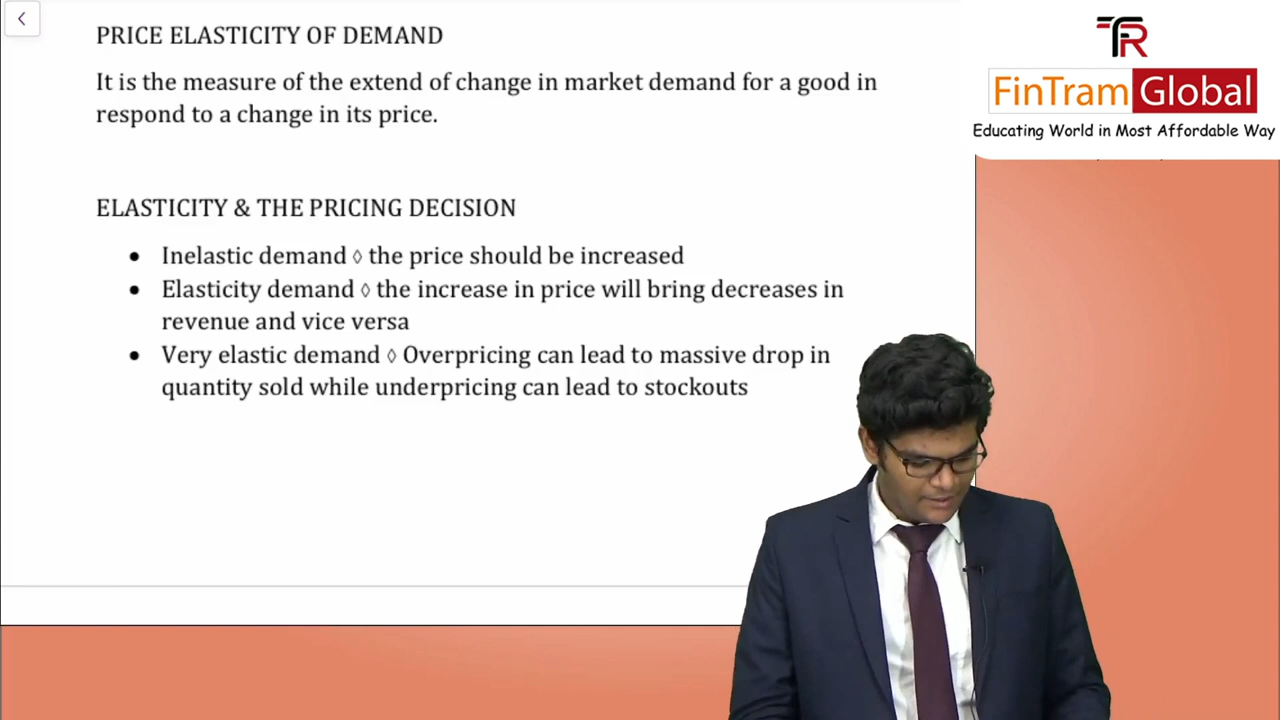 PRICE ELASTICITY OF DEMAND
It is the measure of the extend of change in market demand for a good in
respond to a change in its price.
ELASTICITY & THE PRICING DECISION
• Inelastic demand ◊ the price should be increased
• Elasticity demand ◊ the increase in price will bring decreases in
revenue and vice versa
• Very elastic demand ◊ Overpricing can lead to massive drop in
quantity sold while underpricing can lead to stockouts
TR
FinTram Global
Educating World in Most Affordable Way